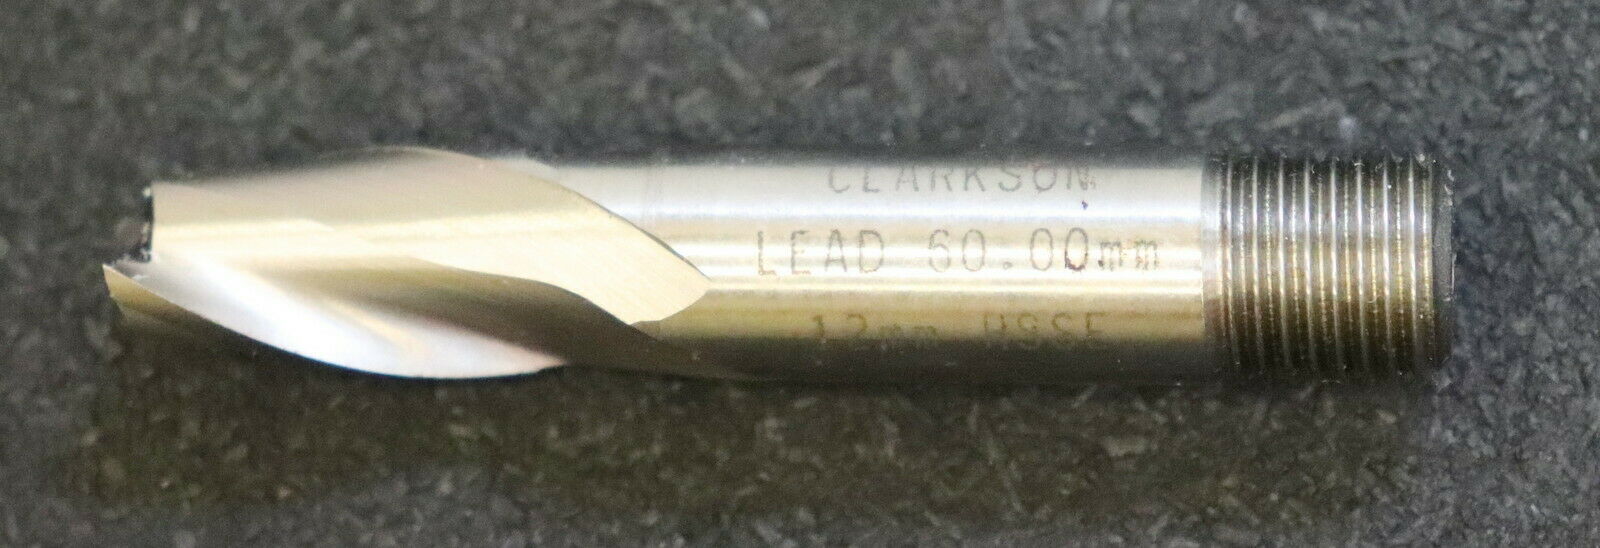 CLARKSON
LEAD 60.00mm
12mm HSSE